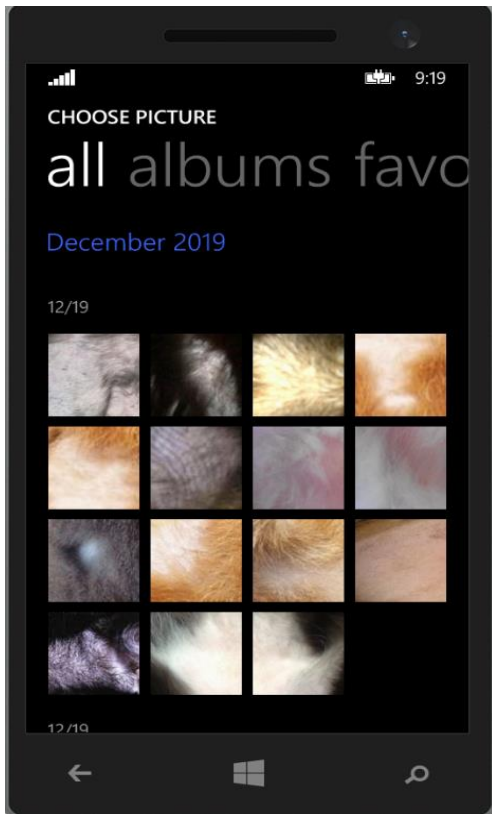 9:19
CHOOSE PICTURE
all albums favo
December 2019
12/19
12/19